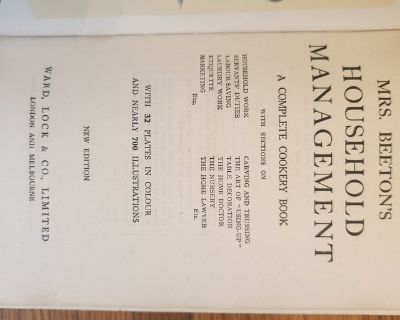 MRS. BEETON'S
HOUSEHOLD
MANAGEMENT
A COMPLETE COOKERY BOOK
WITH SECTIONS ON
HOUSEHOLD WORK
SERVANTS' DUTIES
LABOUR-SAVING
LAUNDRY WORK
ETIQUETTE
MARKETING
Etc.
CARVING AND TRUSSING
THE ART OF "USING-UP"
TABLE DECORATION
THE HOME DOCTOR
THE NURSERY
THE HOME LAWYER
Etc.
WITH 32 PLATES IN COLOUR
AND NEARLY 700 ILLUSTRATIONS
NEW EDITION
WARD, LOCK & CO., LIMITED
LONDON AND MELBOURNE